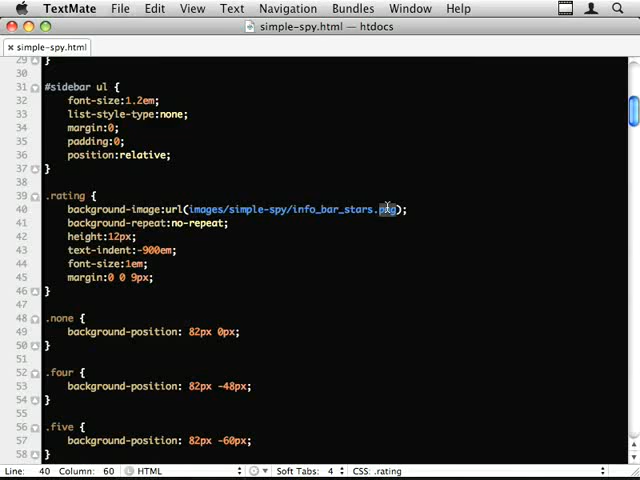 TextMate File Edit View Text Navigation Bundles Window Help
simple-spy.html — htdocs
× simple-spy.html
29 }
30
31 #sidebar ul {
32 font-size:1.2em;
33 list-style-type:none;
34 margin:0;
35 padding:0;
36 position:relative;
37 }
38
39 .rating {
40 background-image:url(images/simple-spy/info_bar_stars.png);
41 background-repeat:no-repeat;
42 height:12px;
43 text-indent:-900em;
44 font-size:1em;
45 margin:0 0 9px;
46 }
47
48 .none {
49 background-position: 82px 0px;
50 }
51
52 .four {
53 background-position: 82px -48px;
54 }
55
56 .five {
57 background-position: 82px -60px;
58 }
Line: 40 Column: 60 HTML Soft Tabs: 4 CSS: .rating